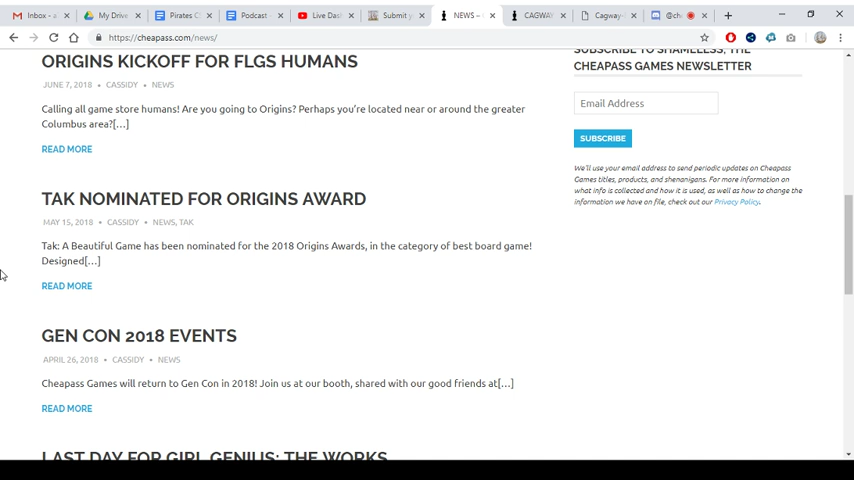 Inbox - a
My Drive
Pirates C
Podcast -
Live Das
Submit y
NEWS –
CAGWAY
Cagway-
@ch
https://cheapass.com/news/
ORIGINS KICKOFF FOR FLGS HUMANS
JUNE 7, 2018 • CASSIDY • NEWS
Calling all game store humans! Are you going to Origins? Perhaps you’re located near or around the greater
Columbus area?[…]
READ MORE
TAK NOMINATED FOR ORIGINS AWARD
MAY 15, 2018 • CASSIDY • NEWS, TAK
Tak: A Beautiful Game has been nominated for the 2018 Origins Awards, in the category of best board game!
Designed[…]
READ MORE
GEN CON 2018 EVENTS
APRIL 26, 2018 • CASSIDY • NEWS
Cheapass Games will return to Gen Con in 2018! Join us at our booth, shared with our good friends at[…]
READ MORE
LAST DAY FOR GIRL GENIUS: THE WORKS
SUBSCRIBE TO SHAMELESS, THE
CHEAPASS GAMES NEWSLETTER
Email Address
SUBSCRIBE
We’ll use your email address to send periodic updates on Cheapass
Games titles, products, and shenanigans. For more information on
what info is collected and how it is used, as well as how to change the
information we have on file, check out our Privacy Policy.